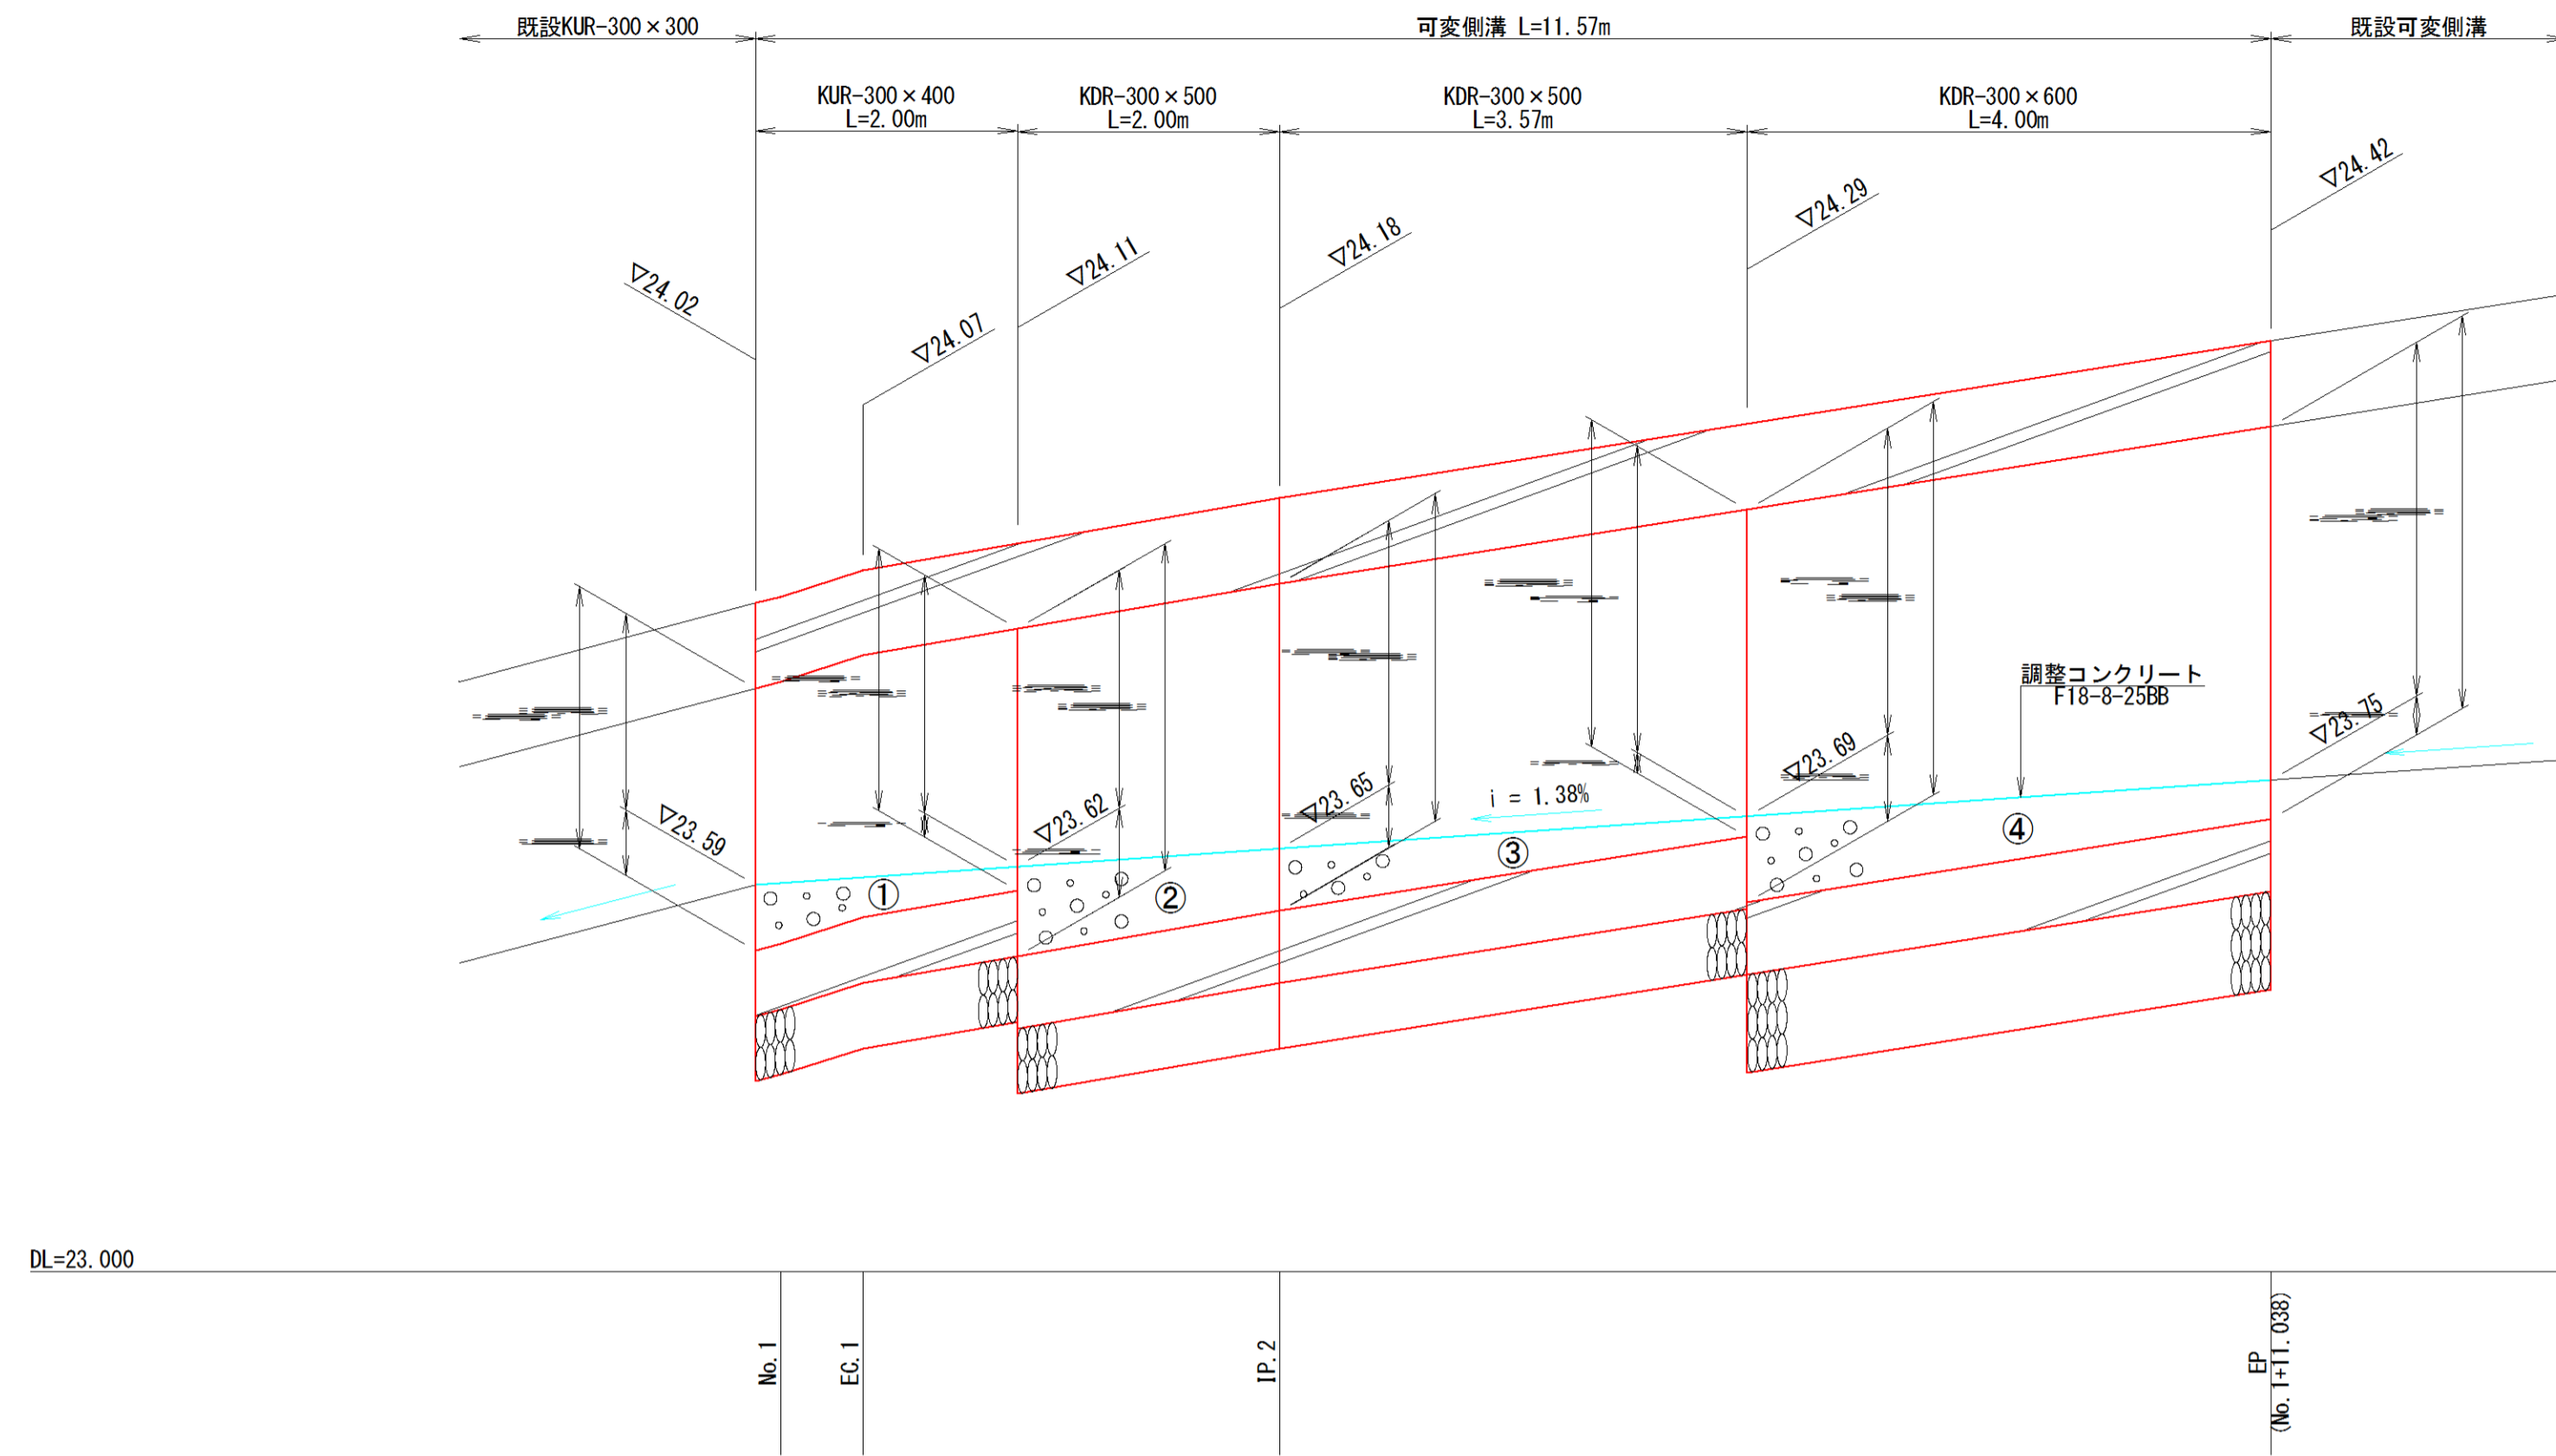 既設KUR-300×300
可変側溝 L=11.57m
既設可変側溝
KUR-300×400
L=2.00m
KDR-300×500
L=2.00m
KDR-300×500
L=3.57m
KDR-300×600
L=4.00m
▽24.02
▽24.07
▽24.11
▽24.18
▽24.29
▽24.42
調整コンクリート
F18-8-25BB
▽23.59
▽23.62
▽23.65
▽23.69
▽23.75
i = 1.38%
①
②
③
④
DL=23.000
No.1
EC.1
IP.2
EP
(No.1+11.038)